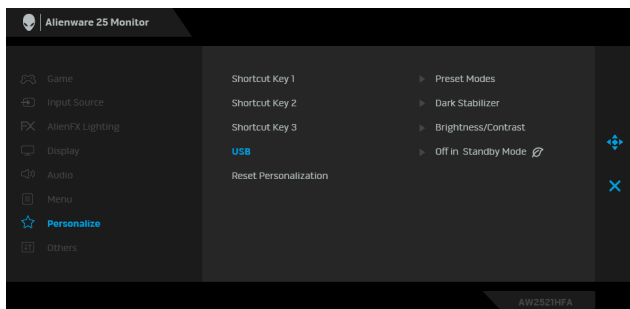 Alienware 25 Monitor
Game
Input Source
FX AlienFX Lighting
Display
Audio
Menu
Personalize
Others
Shortcut Key 1 Preset Modes
Shortcut Key 2 Dark Stabilizer
Shortcut Key 3 Brightness/Contrast
USB Off in Standby Mode
Reset Personalization
AW2521HFA